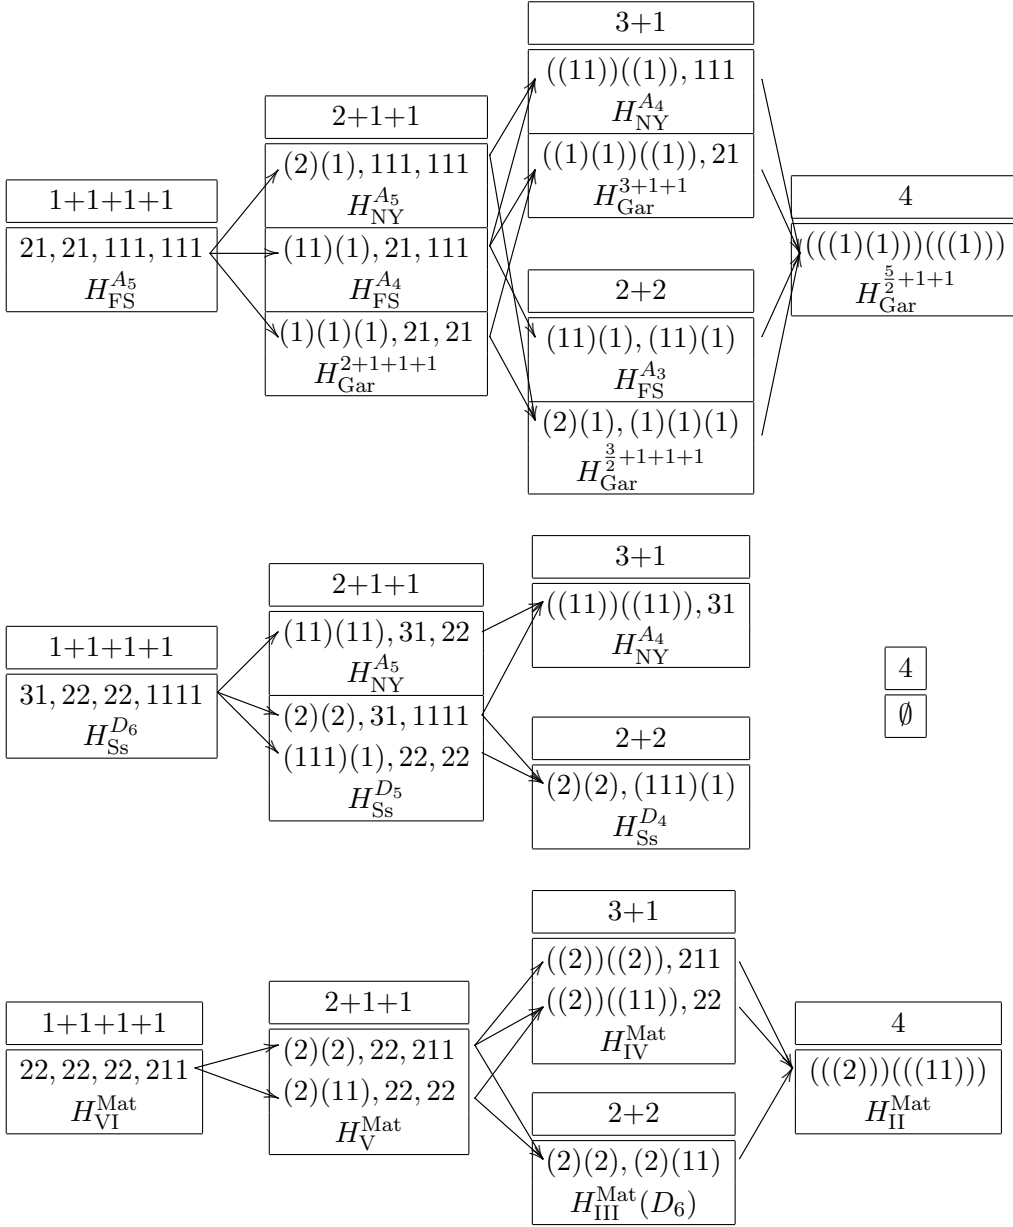 3+1
((11))((1)), 111
H_{NY}^{A_4}
((1)(1))((1)), 21
H_{Gar}^{3+1+1}
2+1+1
(2)(1), 111, 111
H_{NY}^{A_5}
(11)(1), 21, 111
H_{FS}^{A_4}
(1)(1)(1), 21, 21
H_{Gar}^{2+1+1+1}
1+1+1+1
21, 21, 111, 111
H_{FS}^{A_5}
4
(((1)(1)))(((1)))
H_{Gar}^{\frac{5}{2}+1+1}
2+2
(11)(1), (11)(1)
H_{FS}^{A_3}
(2)(1), (1)(1)(1)
H_{Gar}^{\frac{3}{2}+1+1+1}
3+1
((11))((11)), 31
H_{NY}^{A_4}
2+1+1
(11)(11), 31, 22
H_{NY}^{A_5}
(2)(2), 31, 1111
(111)(1), 22, 22
H_{Ss}^{D_5}
1+1+1+1
31, 22, 22, 1111
H_{Ss}^{D_6}
4
∅
2+2
(2)(2), (111)(1)
H_{Ss}^{D_4}
3+1
((2))((2)), 211
((2))((11)), 22
H_{IV}^{Mat}
2+1+1
(2)(2), 22, 211
(2)(11), 22, 22
H_{V}^{Mat}
1+1+1+1
22, 22, 22, 211
H_{VI}^{Mat}
4
(((2)))(((11)))
H_{II}^{Mat}
2+2
(2)(2), (2)(11)
H_{III}^{Mat}(D_6)